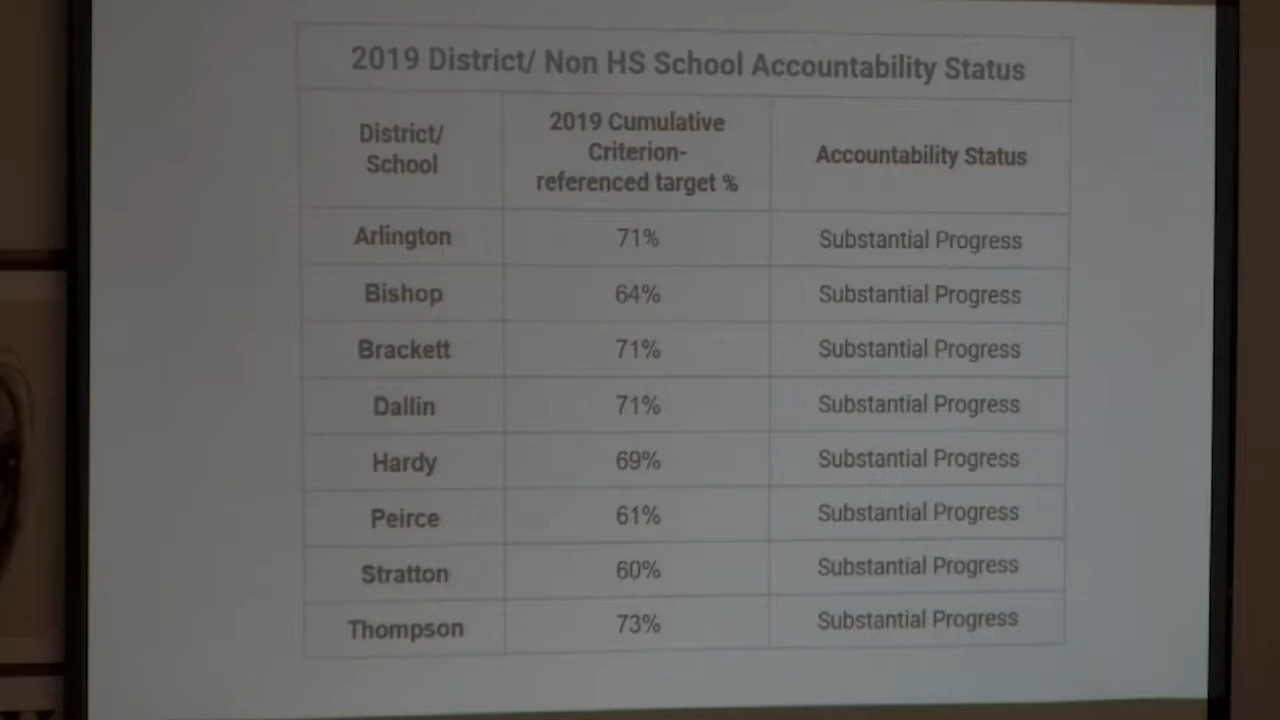 2019 District/ Non HS School Accountability Status
District/
School
2019 Cumulative
Criterion-
referenced target %
Accountability Status
Arlington 71% Substantial Progress
Bishop 64% Substantial Progress
Brackett 71% Substantial Progress
Dallin 71% Substantial Progress
Hardy 69% Substantial Progress
Peirce 61% Substantial Progress
Stratton 60% Substantial Progress
Thompson 73% Substantial Progress